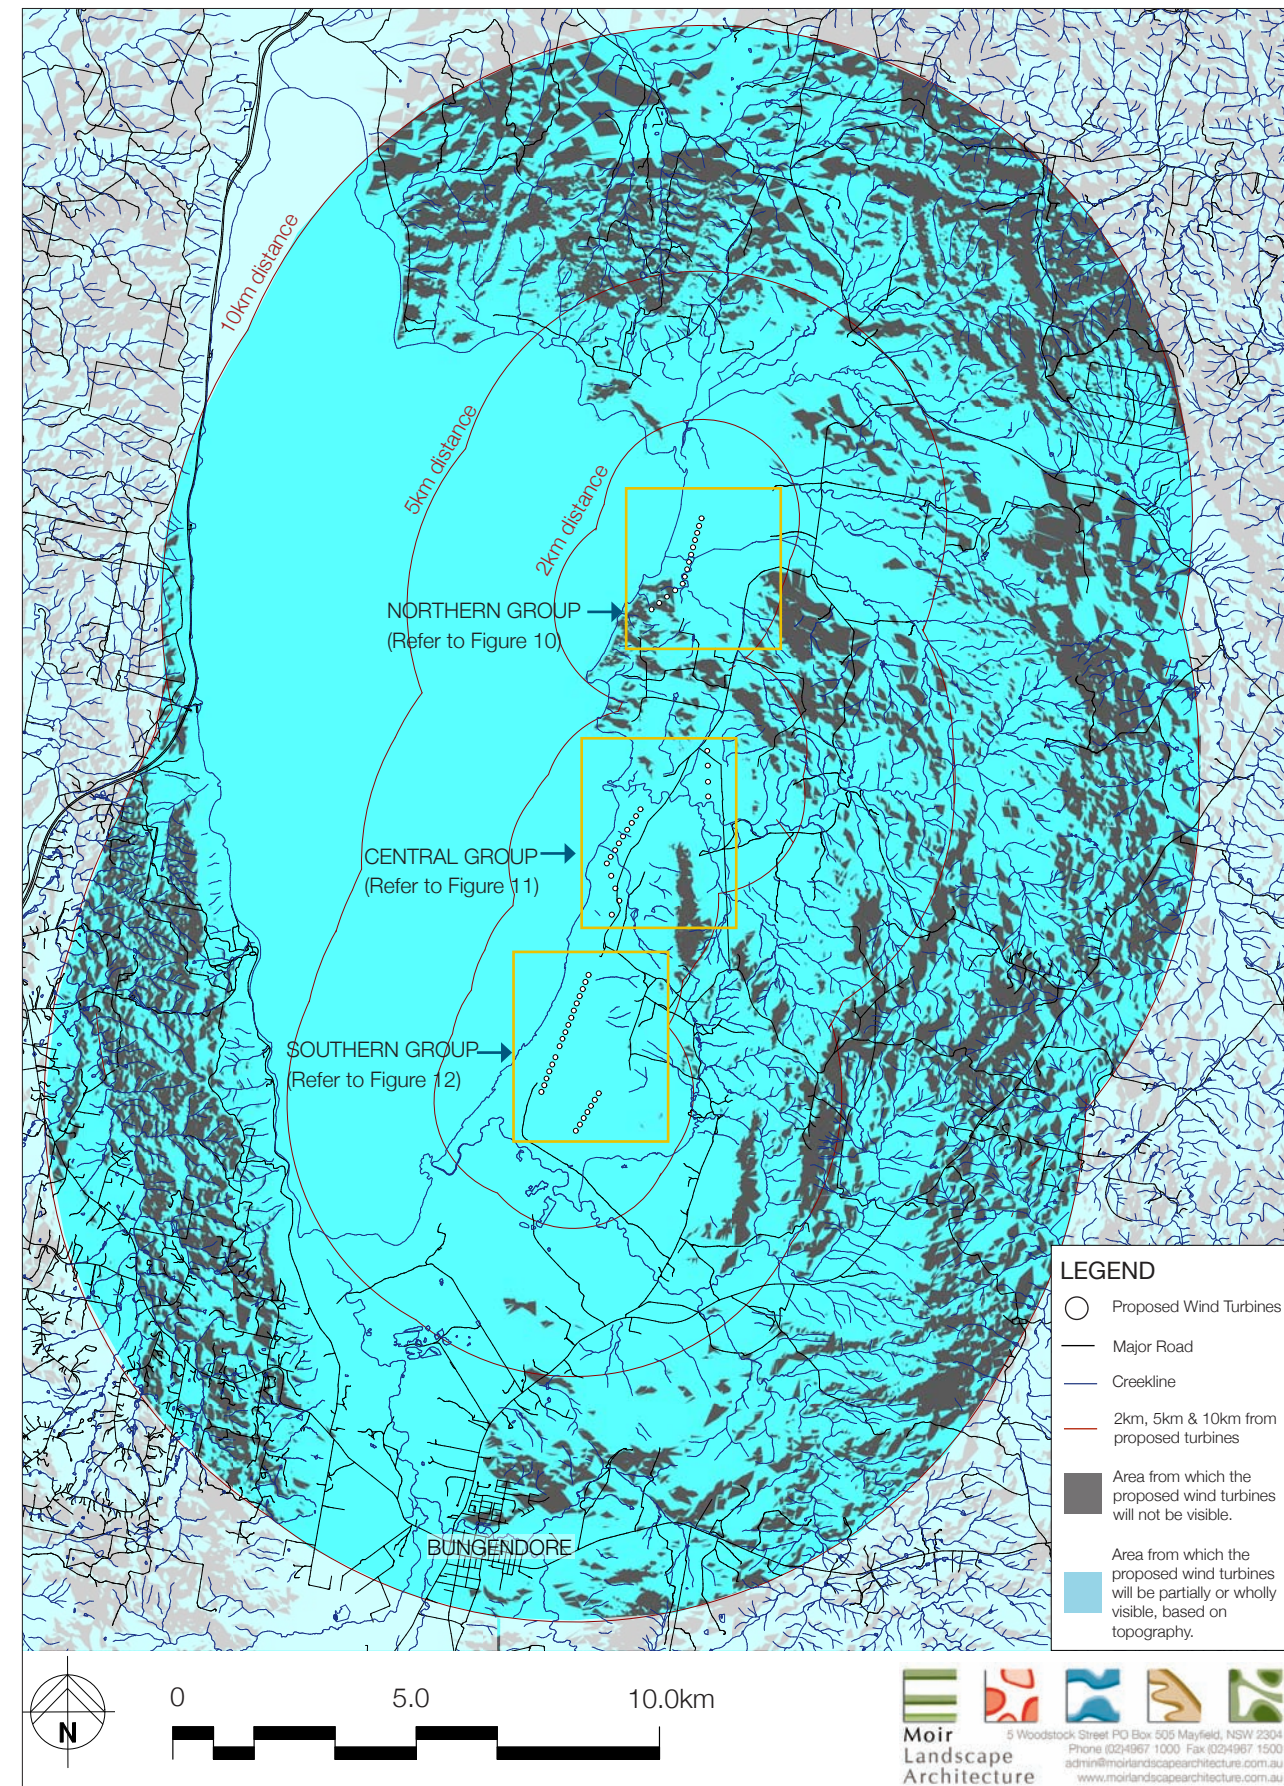 10km distance
5km distance
2km distance
NORTHERN GROUP
(Refer to Figure 10)
CENTRAL GROUP
(Refer to Figure 11)
SOUTHERN GROUP
(Refer to Figure 12)
BUNGENDORE
LEGEND
Proposed Wind Turbines
Major Road
Creekline
2km, 5km & 10km from
proposed turbines
Area from which the
proposed wind turbines
will not be visible.
Area from which the
proposed wind turbines
will be partially or wholly
visible, based on
topography.
N
0 5.0 10.0km
Moir
Landscape
Architecture
5 Woodstock Street PO Box 505 Mayfield, NSW 2304
Phone (02)4967 1000 Fax (02)4967 1500
admin@moirlandscapearchitecture.com.au
www.moirlandscapearchitecture.com.au